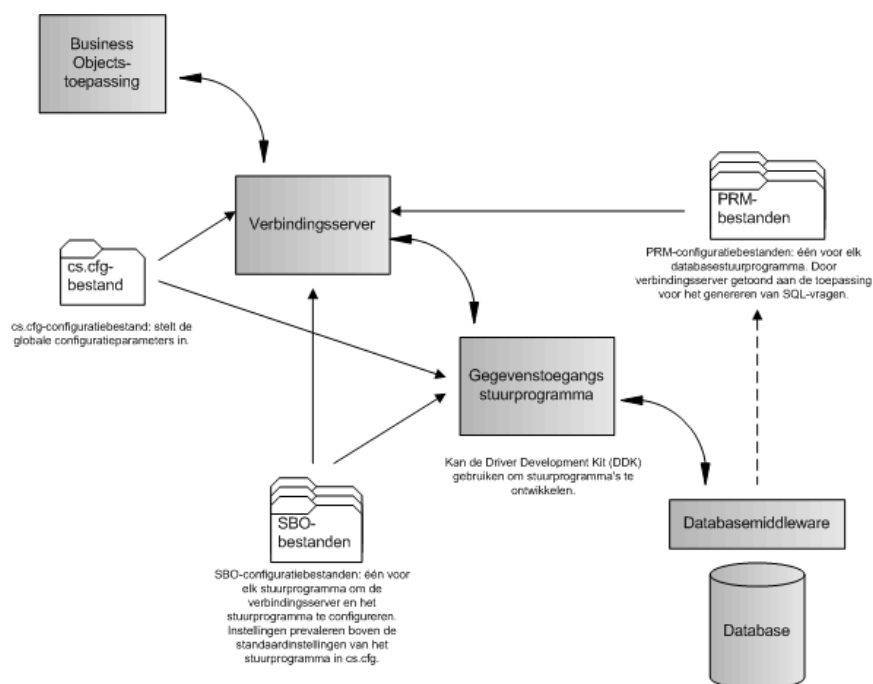 Business
Objects-
toepassing
Verbindingsserver
PRM-
bestanden
PRM-configuratiebestanden: één voor elk
databasestuurprogramma. Door
verbindingsserver getoond aan de toepassing
voor het genereren van SQL-vragen.
cs.cfg-
bestand
cs.cfg-configuratiebestand: stelt de
globale configuratieparameters in.
Gegevenstoegangs
stuurprogramma
Kan de Driver Development Kit (DDK)
gebruiken om stuurprogramma's te
ontwikkelen.
SBO-
bestanden
SBO-configuratiebestanden: één voor
elk stuurprogramma om de
verbindingsserver en het
stuurprogramma te configureren.
Instellingen prevaleren boven de
standaardinstellingen van het
stuurprogramma in cs.cfg.
Databasemiddleware
Database